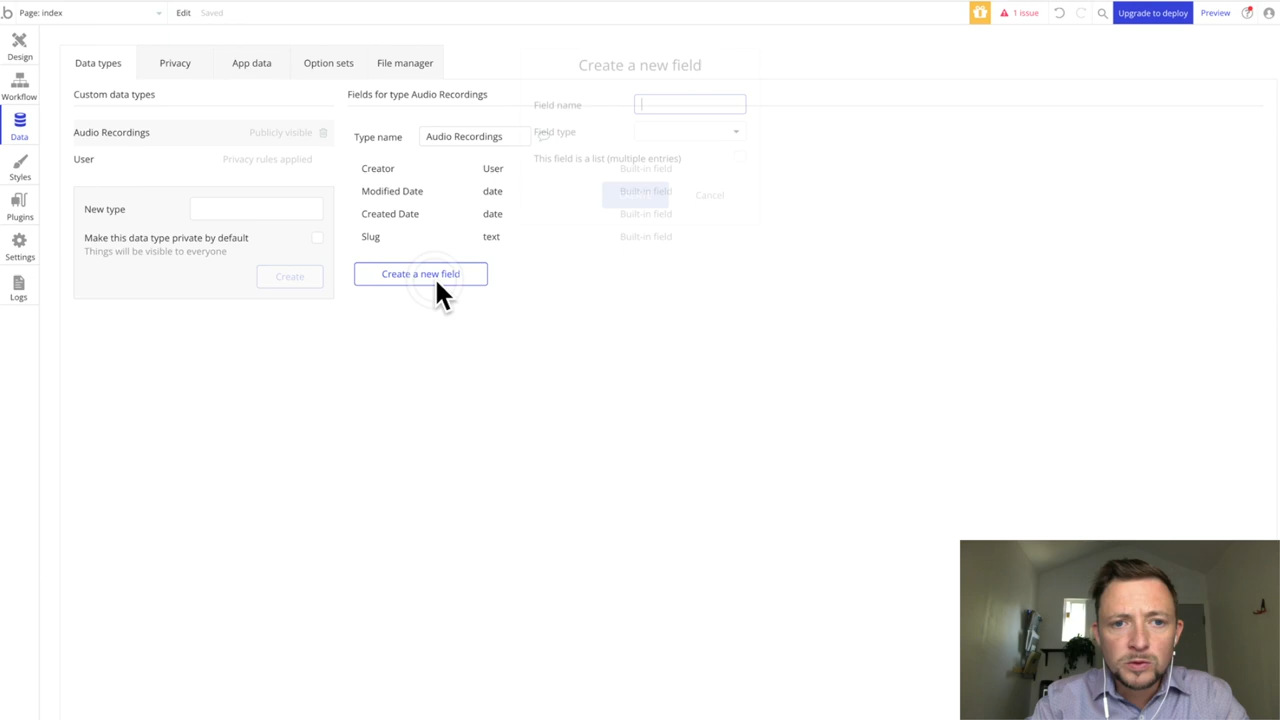 b Page: index Edit Saved 1 issue Upgrade to deploy Preview
Design
Workflow
Data
Styles
Plugins
Settings
Logs
Data types Privacy App data Option sets File manager
Custom data types
Audio Recordings Publicly visible
User Privacy rules applied
New type
Make this data type private by default
Things will be visible to everyone
Create
Fields for type Audio Recordings
Type name Audio Recordings
Creator User Built-in field
Modified Date date Built-in field
Created Date date Built-in field
Slug text Built-in field
Create a new field
Create a new field
Field name
Field type
This field is a list (multiple entries)
Cancel